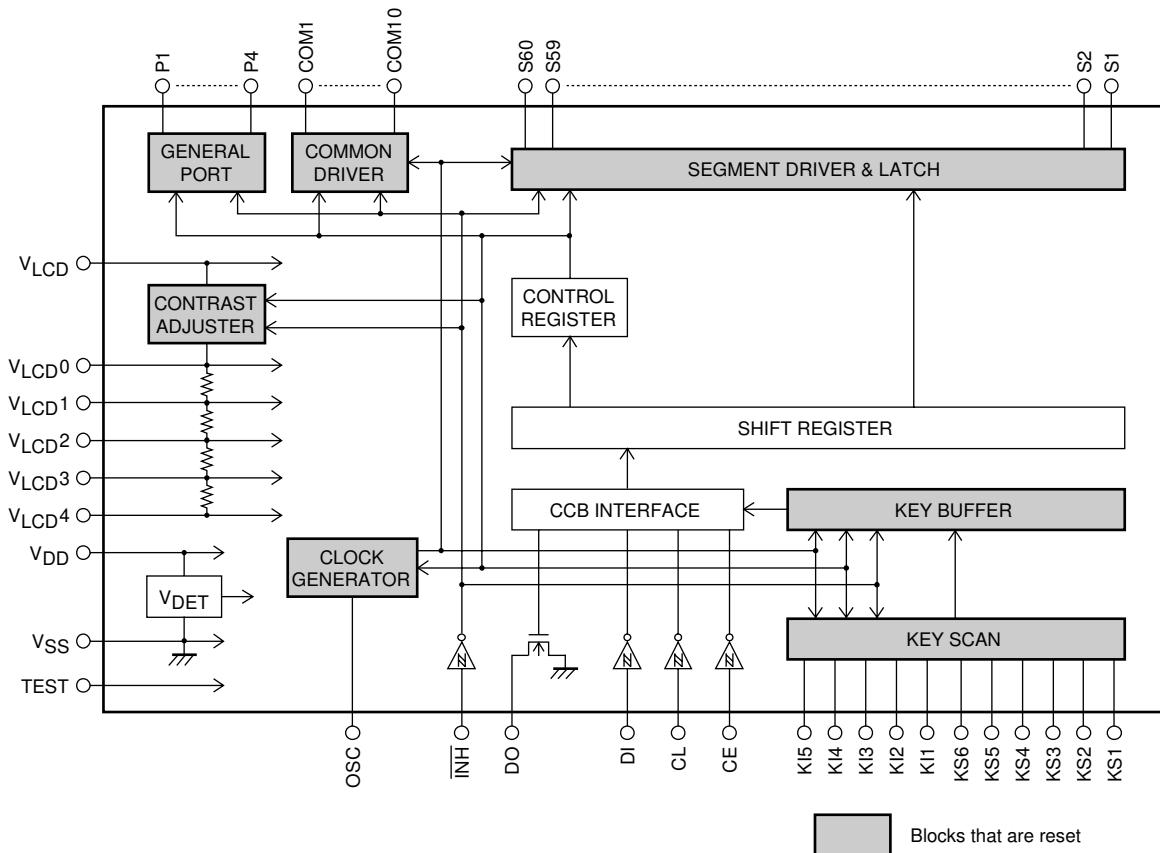 P1
P4
COM1
COM10
S60
S59
S2
S1
GENERAL
PORT
COMMON
DRIVER
SEGMENT DRIVER & LATCH
VLCD
CONTRAST
ADJUSTER
CONTROL
REGISTER
VLCD0
VLCD1
VLCD2
VLCD3
VLCD4
SHIFT REGISTER
CCB INTERFACE
KEY BUFFER
VDD
CLOCK
GENERATOR
VDET
VSS
KEY SCAN
TEST
OSC
INH
DO
DI
CL
CE
KI5
KI4
KI3
KI2
KI1
KS6
KS5
KS4
KS3
KS2
KS1
Blocks that are reset